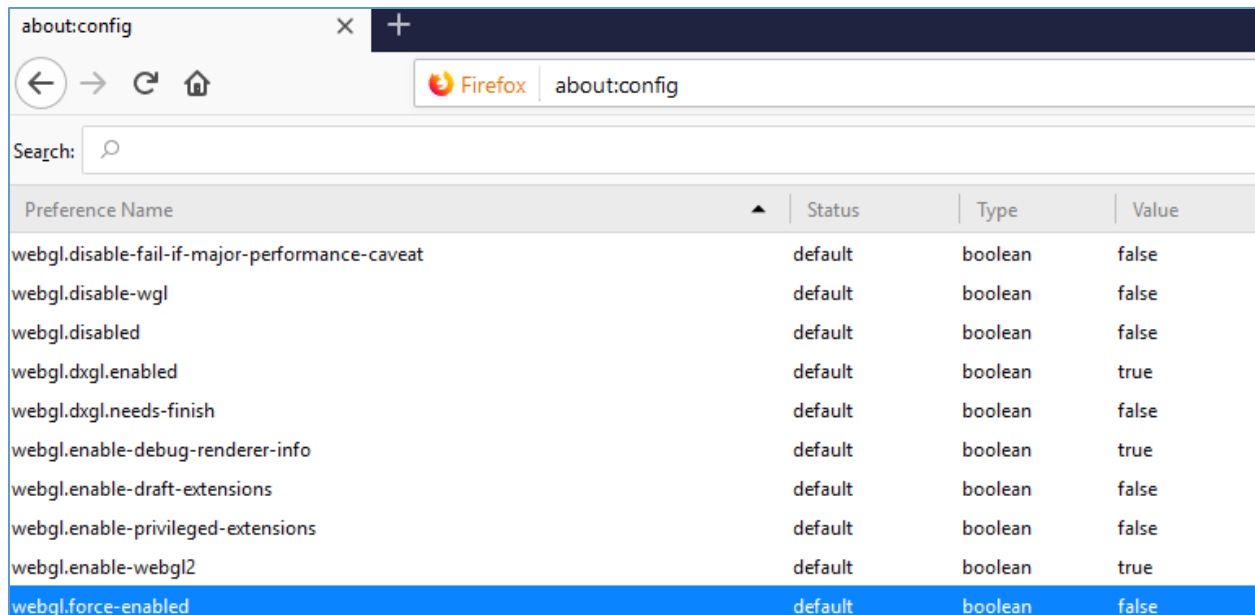 about:config
Firefox about:config
Search:
Preference Name Status Type Value
webgl.disable-fail-if-major-performance-caveat default boolean false
webgl.disable-wgl default boolean false
webgl.disabled default boolean false
webgl.dxgl.enabled default boolean true
webgl.dxgl.needs-finish default boolean false
webgl.enable-debug-renderer-info default boolean true
webgl.enable-draft-extensions default boolean false
webgl.enable-privileged-extensions default boolean false
webgl.enable-webgl2 default boolean true
webgl.force-enabled default boolean false